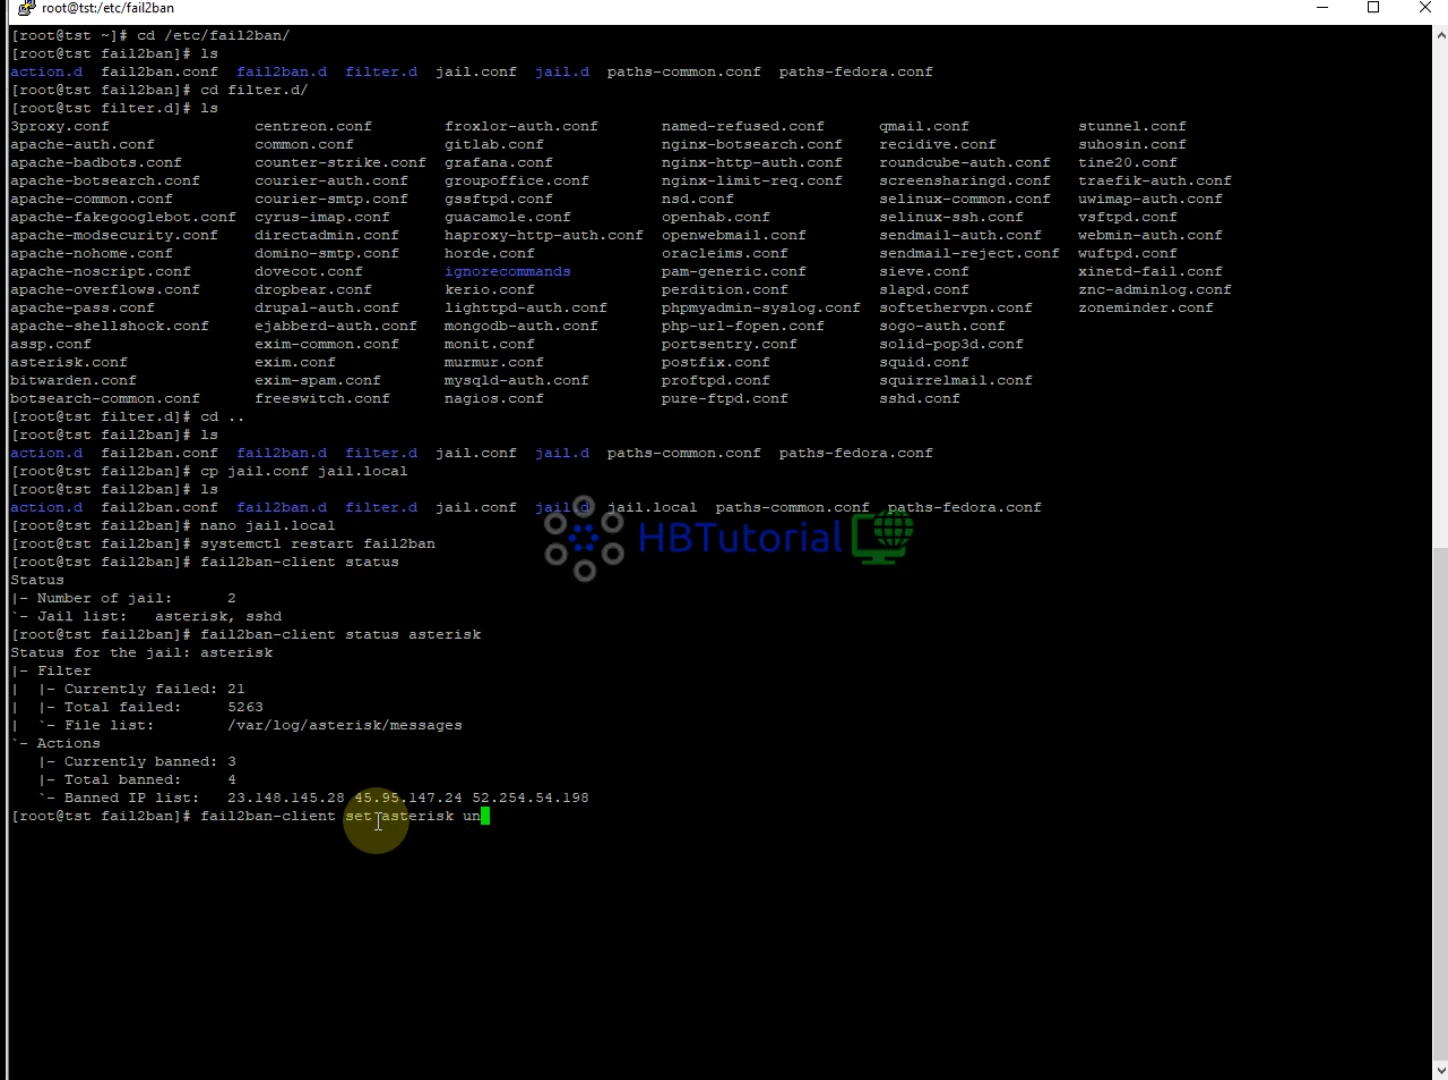 root@tst:/etc/fail2ban
[root@tst ~]# cd /etc/fail2ban/
[root@tst fail2ban]# ls
action.d  fail2ban.conf  fail2ban.d  filter.d  jail.conf  jail.d  paths-common.conf  paths-fedora.conf
[root@tst fail2ban]# cd filter.d/
[root@tst filter.d]# ls
3proxy.conf  centreon.conf  froxlor-auth.conf  named-refused.conf  qmail.conf  stunnel.conf
apache-auth.conf  common.conf  gitlab.conf  nginx-botsearch.conf  recidive.conf  suhosin.conf
apache-badbots.conf  counter-strike.conf  grafana.conf  nginx-http-auth.conf  roundcube-auth.conf  tine20.conf
apache-botsearch.conf  courier-auth.conf  groupoffice.conf  nginx-limit-req.conf  screensharingd.conf  traefik-auth.conf
apache-common.conf  courier-smtp.conf  gssftpd.conf  nsd.conf  selinux-common.conf  uwimap-auth.conf
apache-fakegooglebot.conf  cyrus-imap.conf  guacamole.conf  openhab.conf  selinux-ssh.conf  vsftpd.conf
apache-modsecurity.conf  directadmin.conf  haproxy-http-auth.conf  openwebmail.conf  sendmail-auth.conf  webmin-auth.conf
apache-nohome.conf  domino-smtp.conf  horde.conf  oracleims.conf  sendmail-reject.conf  wuftpd.conf
apache-noscript.conf  dovecot.conf  ignorecommands  pam-generic.conf  sieve.conf  xinetd-fail.conf
apache-overflows.conf  dropbear.conf  kerio.conf  perdition.conf  slapd.conf  znc-adminlog.conf
apache-pass.conf  drupal-auth.conf  lighttpd-auth.conf  phpmyadmin-syslog.conf  softethervpn.conf  zoneminder.conf
apache-shellshock.conf  ejabberd-auth.conf  mongodb-auth.conf  php-url-fopen.conf  sogo-auth.conf
assp.conf  exim-common.conf  monit.conf  portsentry.conf  solid-pop3d.conf
asterisk.conf  exim.conf  murmur.conf  postfix.conf  squid.conf
bitwarden.conf  exim-spam.conf  mysqld-auth.conf  proftpd.conf  squirrelmail.conf
botsearch-common.conf  freeswitch.conf  nagios.conf  pure-ftpd.conf  sshd.conf
[root@tst filter.d]# cd ..
[root@tst fail2ban]# ls
action.d  fail2ban.conf  fail2ban.d  filter.d  jail.conf  jail.d  paths-common.conf  paths-fedora.conf
[root@tst fail2ban]# cp jail.conf jail.local
[root@tst fail2ban]# ls
action.d  fail2ban.conf  fail2ban.d  filter.d  jail.conf  jail.d  jail.local  paths-common.conf  paths-fedora.conf
[root@tst fail2ban]# nano jail.local
HBTutorial
[root@tst fail2ban]# systemctl restart fail2ban
[root@tst fail2ban]# fail2ban-client status
Status
|- Number of jail:      2
`- Jail list:   asterisk, sshd
[root@tst fail2ban]# fail2ban-client status asterisk
Status for the jail: asterisk
|- Filter
|  |- Currently failed: 21
|  |- Total failed:     5263
|  `- File list:        /var/log/asterisk/messages
`- Actions
   |- Currently banned: 3
   |- Total banned:     4
   `- Banned IP list:   23.148.145.28 45.95.147.24 52.254.54.198
[root@tst fail2ban]# fail2ban-client set asterisk un